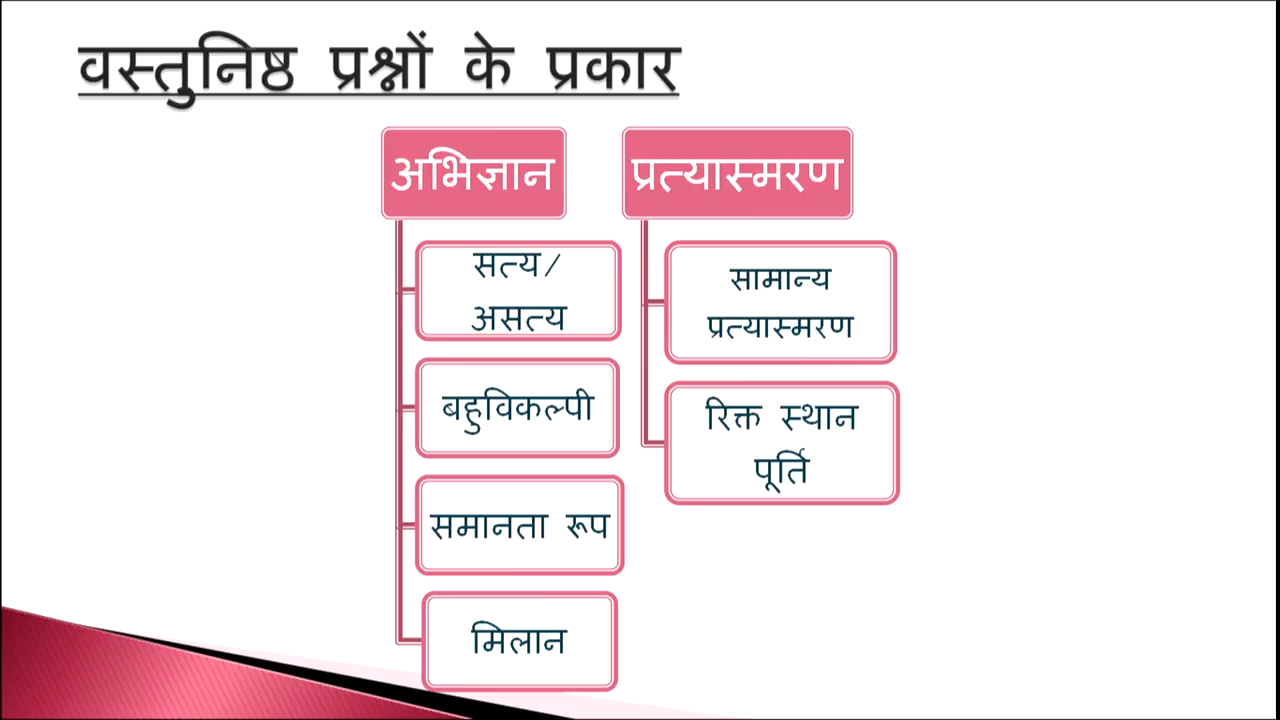 वस्तुनिष्ठ प्रश्नों के प्रकार
अभिज्ञान
सत्य/
असत्य
बहुविकल्पी
समानता रूप
मिलान
प्रत्यास्मरण
सामान्य
प्रत्यास्मरण
रिक्त स्थान
पूर्ति